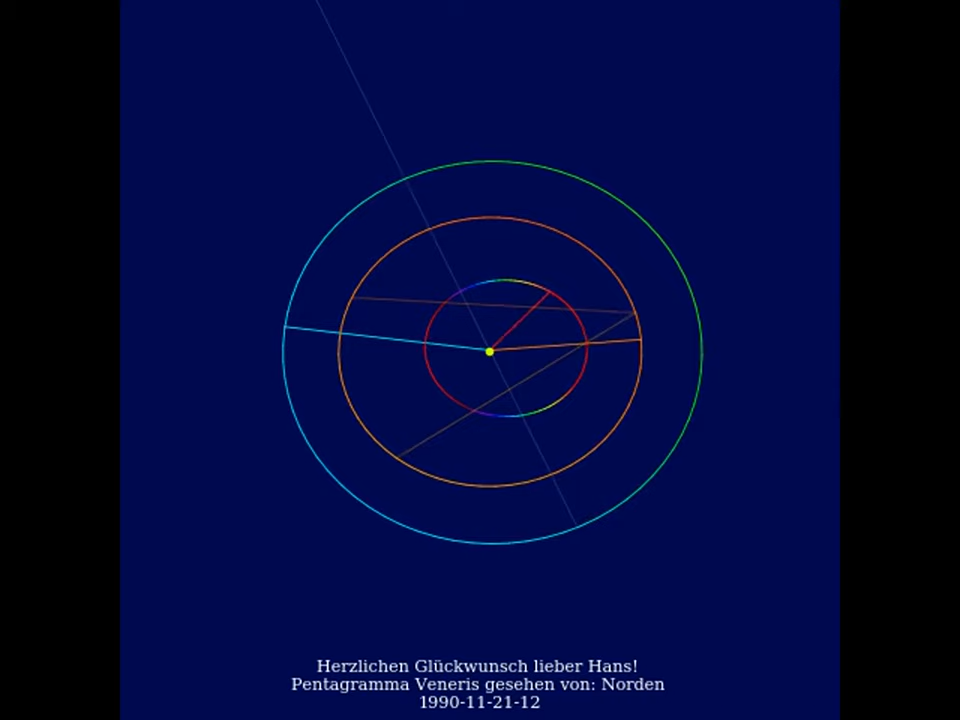 Herzlichen Glückwunsch lieber Hans!
Pentagramma Veneris gesehen von: Norden
1990-11-21-12